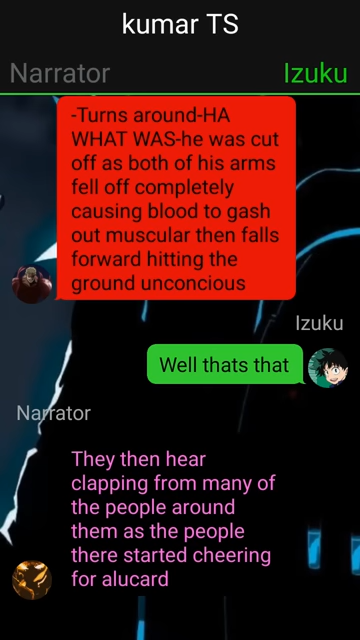 kumar TS
Narrator
Izuku
-Turns around-HA
WHAT WAS-he was cut
off as both of his arms
fell off completely
causing blood to gash
out muscular then falls
forward hitting the
ground unconcious
Izuku
Well thats that
Narrator
They then hear
clapping from many of
the people around
them as the people
there started cheering
for alucard